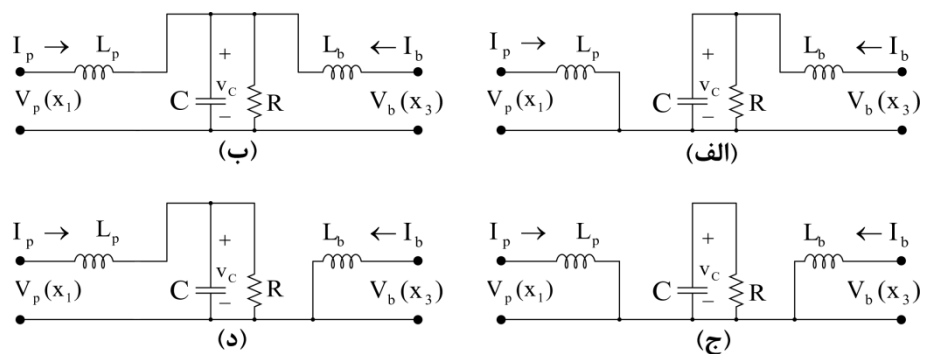 I_p → L_p L_b ← I_b
V_p(x_1) C + v_C − R V_b(x_3)
(ب)
I_p → L_p L_b ← I_b
V_p(x_1) C + v_C − R V_b(x_3)
(الف)
I_p → L_p L_b ← I_b
V_p(x_1) C + v_C − R V_b(x_3)
(د)
I_p → L_p L_b ← I_b
V_p(x_1) C + v_C − R V_b(x_3)
(ج)